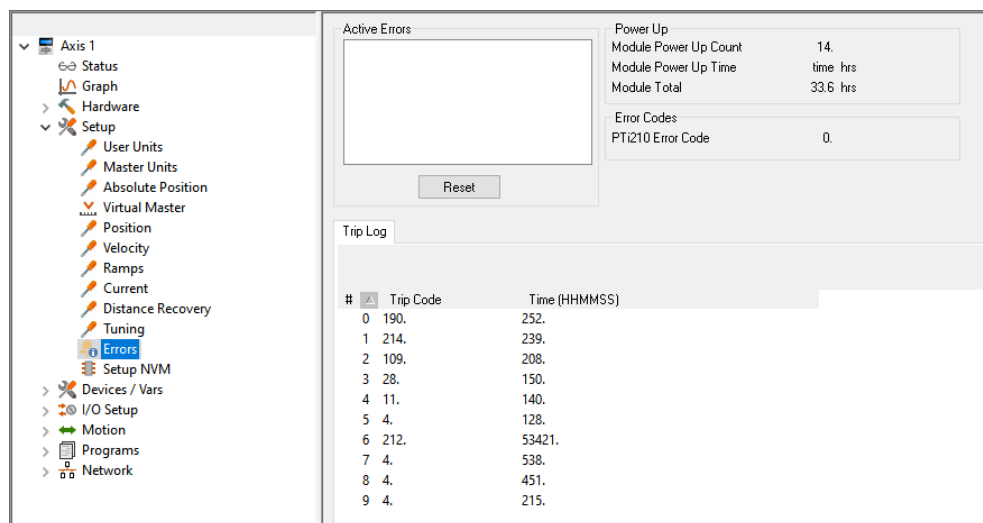 Axis 1
Status
Graph
Hardware
Setup
User Units
Master Units
Absolute Position
Virtual Master
Position
Velocity
Ramps
Current
Distance Recovery
Tuning
Errors
Setup NVM
Devices / Vars
I/O Setup
Motion
Programs
Network
Active Errors
Reset
Power Up
Module Power Up Count 14.
Module Power Up Time time hrs
Module Total 33.6 hrs
Error Codes
PTi210 Error Code 0.
Trip Log
# Trip Code Time (HHMMSS)
0 190. 252.
1 214. 239.
2 109. 208.
3 28. 150.
4 11. 140.
5 4. 128.
6 212. 53421.
7 4. 538.
8 4. 451.
9 4. 215.